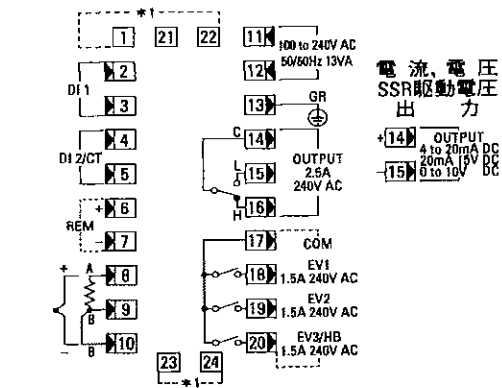 *1
1 21 22 11
100 to 240V AC
50/60Hz 13VA
2 12
DI 1
3 13 GR
4 C 14
DI 2/CT
OUTPUT
2.5A
240V AC
5 L 15
+ 6 H 16
REM
- 7 17 COM
+ A 8 18 EV1
1.5A 240V AC
9 19 EV2
B 1.5A 240V AC
- B 10 20 EV3/HB
1.5A 240V AC
23 24
*1
電流,電圧
SSR駆動電圧
出力
+ 14 OUTPUT
4 to 20mA DC
- 15 20mA 15V DC
0 to 10V DC